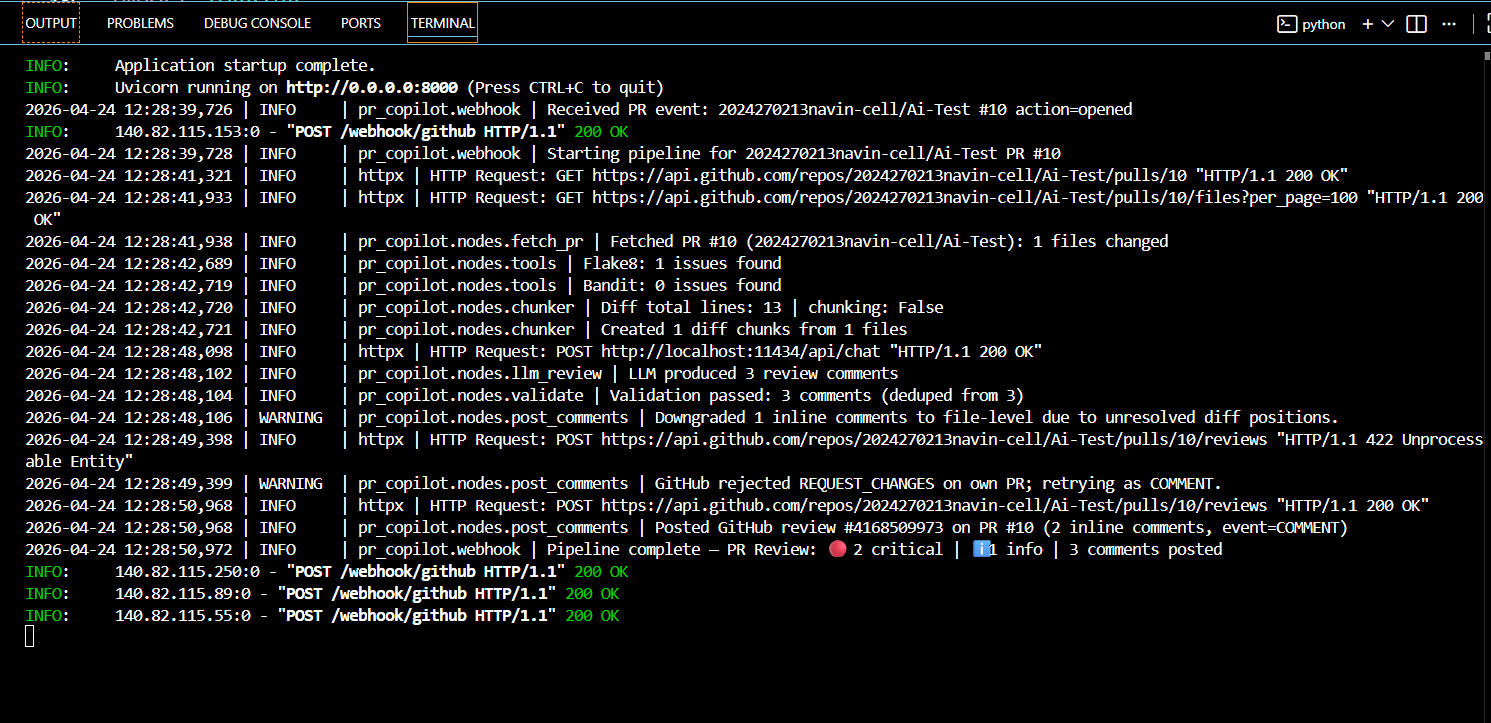 OUTPUT PROBLEMS DEBUG CONSOLE PORTS TERMINAL python
INFO: Application startup complete.
INFO: Uvicorn running on http://0.0.0.0:8000 (Press CTRL+C to quit)
2026-04-24 12:28:39,726 | INFO | pr_copilot.webhook | Received PR event: 2024270213navin-cell/Ai-Test #10 action=opened
INFO: 140.82.115.153:0 - "POST /webhook/github HTTP/1.1" 200 OK
2026-04-24 12:28:39,728 | INFO | pr_copilot.webhook | Starting pipeline for 2024270213navin-cell/Ai-Test PR #10
2026-04-24 12:28:41,321 | INFO | httpx | HTTP Request: GET https://api.github.com/repos/2024270213navin-cell/Ai-Test/pulls/10 "HTTP/1.1 200 OK"
2026-04-24 12:28:41,933 | INFO | httpx | HTTP Request: GET https://api.github.com/repos/2024270213navin-cell/Ai-Test/pulls/10/files?per_page=100 "HTTP/1.1 200
OK"
2026-04-24 12:28:41,938 | INFO | pr_copilot.nodes.fetch_pr | Fetched PR #10 (2024270213navin-cell/Ai-Test): 1 files changed
2026-04-24 12:28:42,689 | INFO | pr_copilot.nodes.tools | Flake8: 1 issues found
2026-04-24 12:28:42,719 | INFO | pr_copilot.nodes.tools | Bandit: 0 issues found
2026-04-24 12:28:42,720 | INFO | pr_copilot.nodes.chunker | Diff total lines: 13 | chunking: False
2026-04-24 12:28:42,721 | INFO | pr_copilot.nodes.chunker | Created 1 diff chunks from 1 files
2026-04-24 12:28:48,098 | INFO | httpx | HTTP Request: POST http://localhost:11434/api/chat "HTTP/1.1 200 OK"
2026-04-24 12:28:48,102 | INFO | pr_copilot.nodes.llm_review | LLM produced 3 review comments
2026-04-24 12:28:48,104 | INFO | pr_copilot.nodes.validate | Validation passed: 3 comments (deduped from 3)
2026-04-24 12:28:48,106 | WARNING | pr_copilot.nodes.post_comments | Downgraded 1 inline comments to file-level due to unresolved diff positions.
2026-04-24 12:28:49,398 | INFO | httpx | HTTP Request: POST https://api.github.com/repos/2024270213navin-cell/Ai-Test/pulls/10/reviews "HTTP/1.1 422 Unprocess
able Entity"
2026-04-24 12:28:49,399 | WARNING | pr_copilot.nodes.post_comments | GitHub rejected REQUEST_CHANGES on own PR; retrying as COMMENT.
2026-04-24 12:28:50,968 | INFO | httpx | HTTP Request: POST https://api.github.com/repos/2024270213navin-cell/Ai-Test/pulls/10/reviews "HTTP/1.1 200 OK"
2026-04-24 12:28:50,968 | INFO | pr_copilot.nodes.post_comments | Posted GitHub review #4168509973 on PR #10 (2 inline comments, event=COMMENT)
2026-04-24 12:28:50,972 | INFO | pr_copilot.webhook | Pipeline complete — PR Review: 🔴 2 critical | ℹ️1 info | 3 comments posted
INFO: 140.82.115.250:0 - "POST /webhook/github HTTP/1.1" 200 OK
INFO: 140.82.115.89:0 - "POST /webhook/github HTTP/1.1" 200 OK
INFO: 140.82.115.55:0 - "POST /webhook/github HTTP/1.1" 200 OK